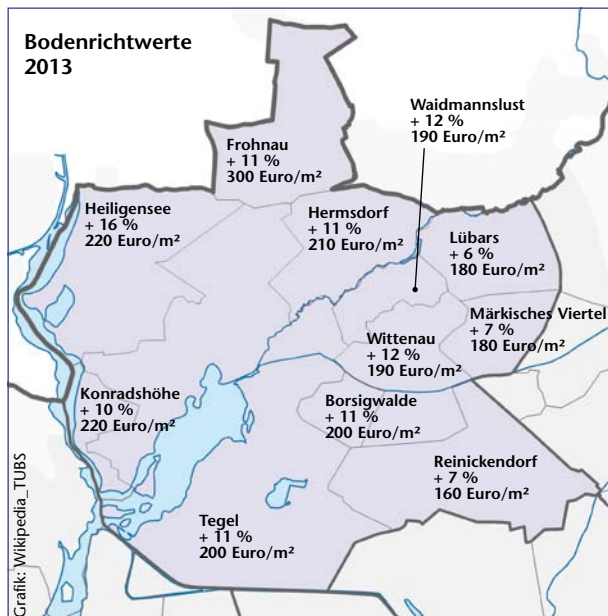 Bodenrichtwerte
2013
Waidmannslust
+ 12 %
190 Euro/m²
Frohnau
+ 11 %
300 Euro/m²
Heiligensee
+ 16 %
220 Euro/m²
Hermsdorf
+ 11 %
210 Euro/m²
Lübars
+ 6 %
180 Euro/m²
Märkisches Viertel
+ 7 %
180 Euro/m²
Wittenau
+ 12 %
190 Euro/m²
Konradshöhe
+ 10 %
220 Euro/m²
Borsigwalde
+ 11 %
200 Euro/m²
Reinickendorf
+ 7 %
160 Euro/m²
Tegel
+ 11 %
200 Euro/m²
Grafik: Wikipedia_TUBS